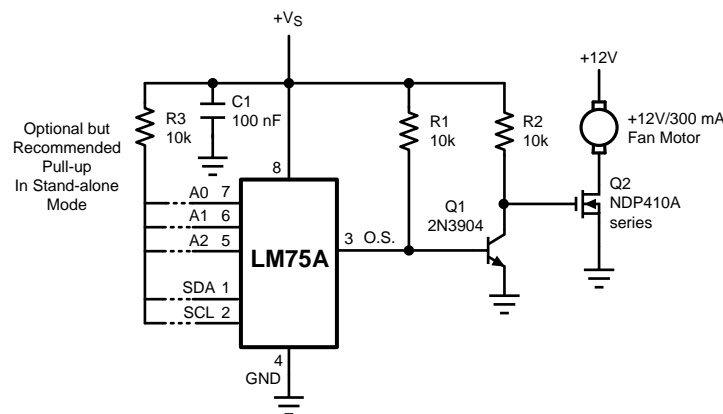 +VS
+12V
C1
100 nF
R3
10k
R1
10k
R2
10k
+12V/300 mA
Fan Motor
Optional but
Recommended
Pull-up
In Stand-alone
Mode
8
Q2
NDP410A
series
Q1
2N3904
A0 7
A1 6
A2 5
LM75A
3 O.S.
SDA 1
SCL 2
4
GND